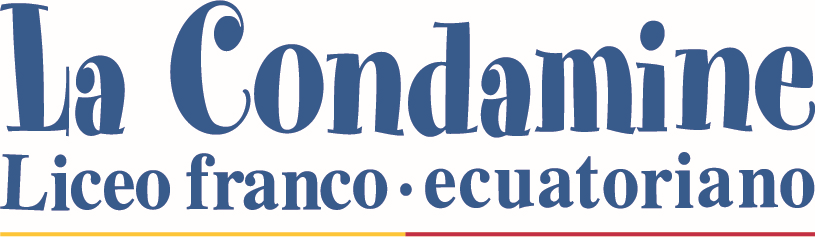 La Condamine
Liceo franco · ecuatoriano